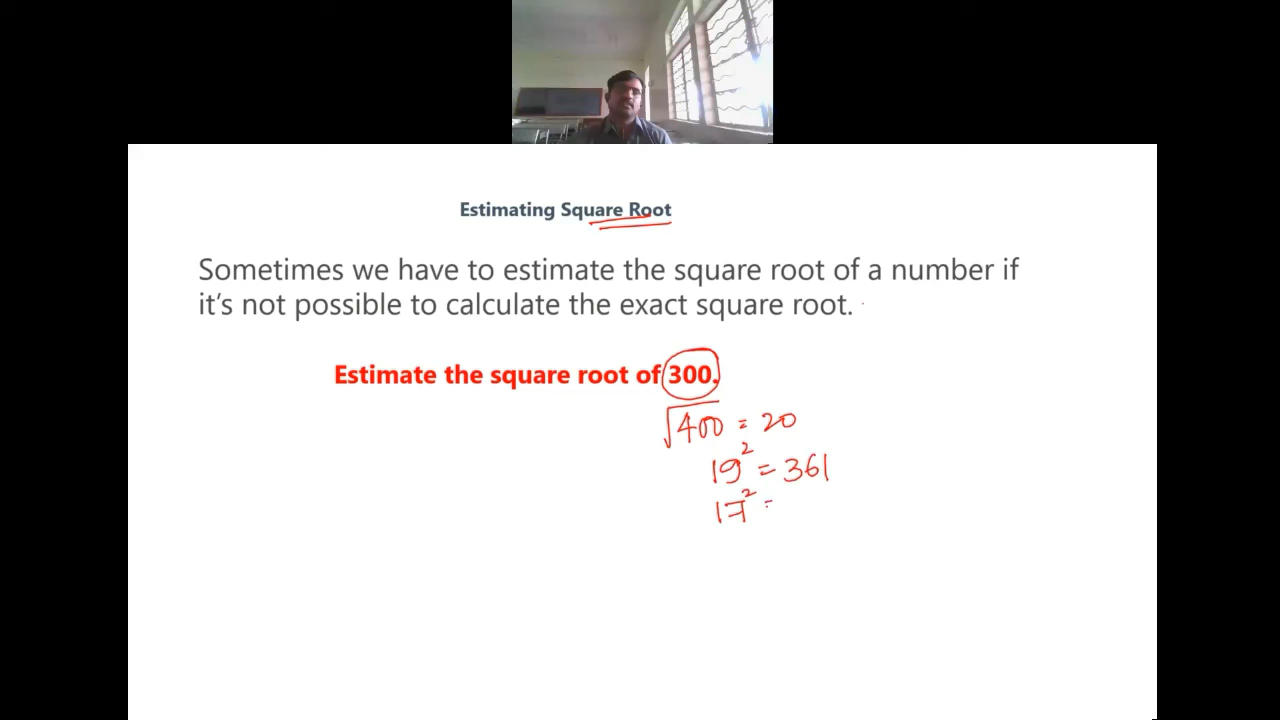 Estimating Square Root
Sometimes we have to estimate the square root of a number if
it's not possible to calculate the exact square root.
Estimate the square root of 300.
√400 = 20
19² = 361
17² =